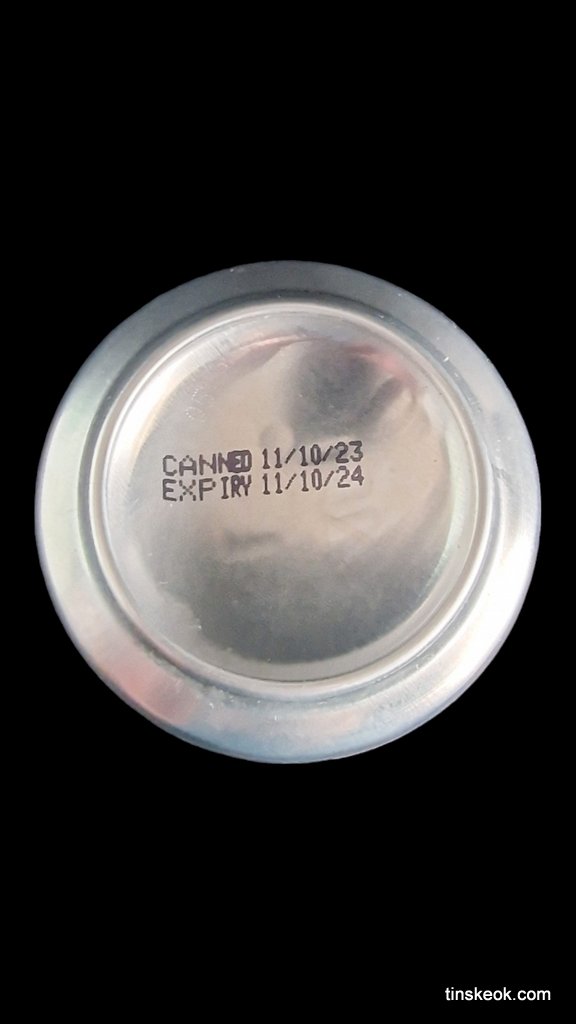 CANNED 11/10/23
EXPIRY 11/10/24
tinskeok.com